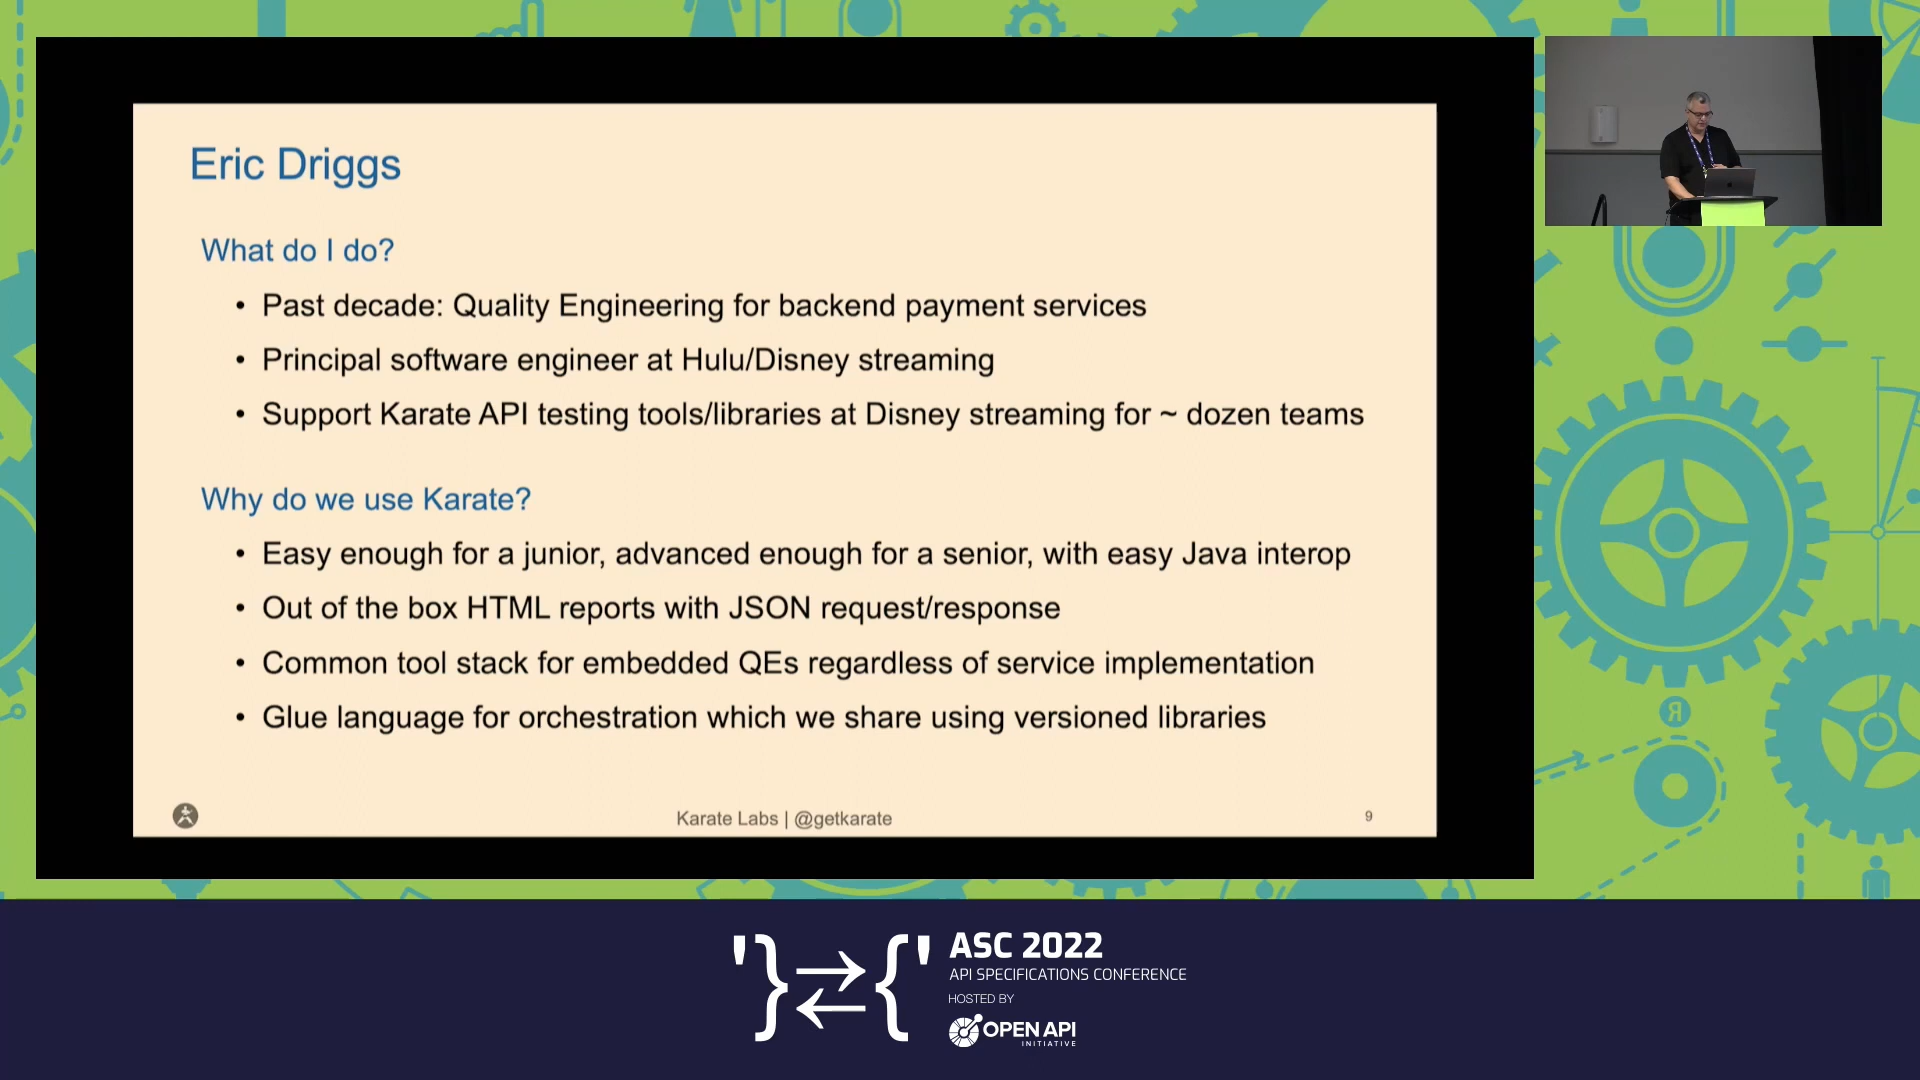 Eric Driggs
What do I do?
• Past decade: Quality Engineering for backend payment services
• Principal software engineer at Hulu/Disney streaming
• Support Karate API testing tools/libraries at Disney streaming for ~ dozen teams
Why do we use Karate?
• Easy enough for a junior, advanced enough for a senior, with easy Java interop
• Out of the box HTML reports with JSON request/response
• Common tool stack for embedded QEs regardless of service implementation
• Glue language for orchestration which we share using versioned libraries
Karate Labs | @getkarate
9
'}⇄{'
ASC 2022
API SPECIFICATIONS CONFERENCE
HOSTED BY
OPEN API
INITIATIVE